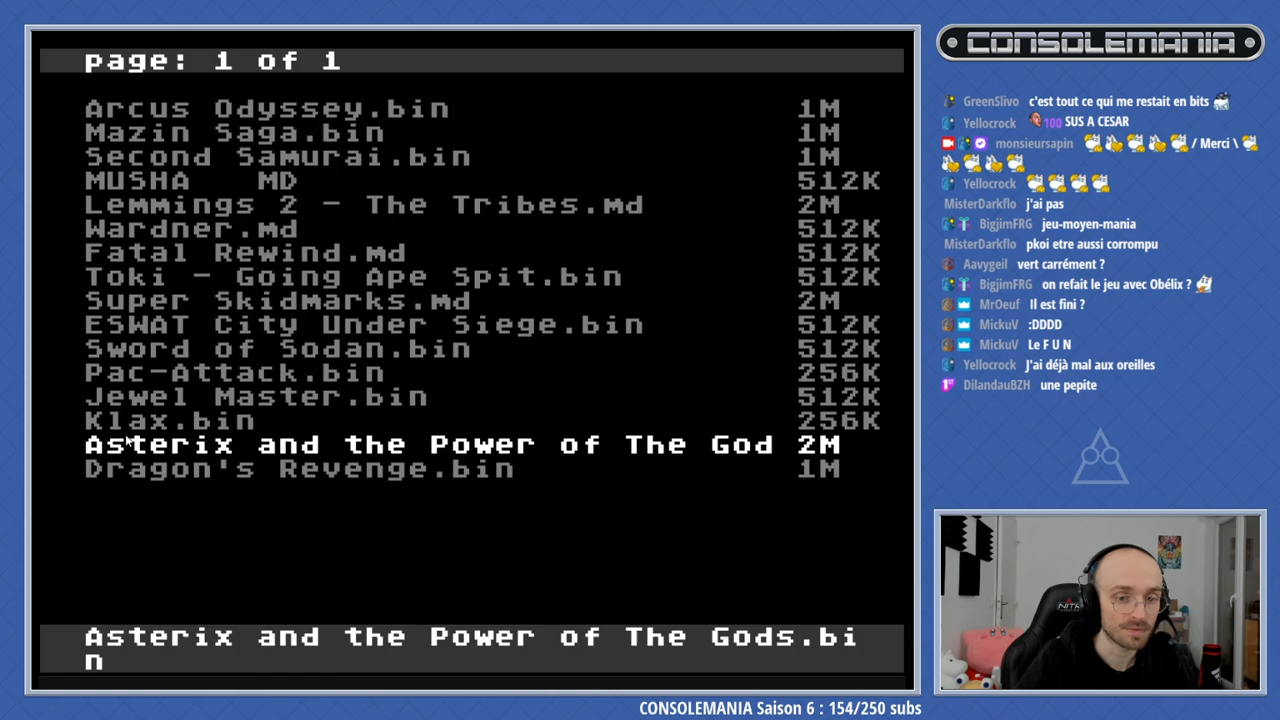 page: 1 of 1
Arcus Odyssey.bin 1M
Mazin Saga.bin 1M
Second Samurai.bin 1M
MUSHA MD 512K
Lemmings 2 - The Tribes.md 2M
Wardner.md 512K
Fatal Rewind.md 512K
Toki - Going Ape Spit.bin 512K
Super Skidmarks.md 2M
ESWAT City Under Siege.bin 512K
Sword of Sodan.bin 512K
Pac-Attack.bin 256K
Jewel Master.bin 512K
Klax.bin 256K
Asterix and the Power of The God 2M
Dragon's Revenge.bin 1M
Asterix and the Power of The Gods.bi
n
CONSOLEMANIA
GreenSlivo c'est tout ce qui me restait en bits
Yellocrock 100 SUS A CESAR
monsieursapin / Merci \
Yellocrock
MisterDarkflo j'ai pas
BigjimFRG jeu-moyen-mania
MisterDarkflo pkoi etre aussi corrompu
Aavygeil vert carrément ?
BigjimFRG on refait le jeu avec Obélix ?
MrOeuf Il est fini ?
MickuV :DDDD
MickuV Le F U N
Yellocrock J'ai déjà mal aux oreilles
DilandauBZH une pepite
CONSOLEMANIA Saison 6 : 154/250 subs